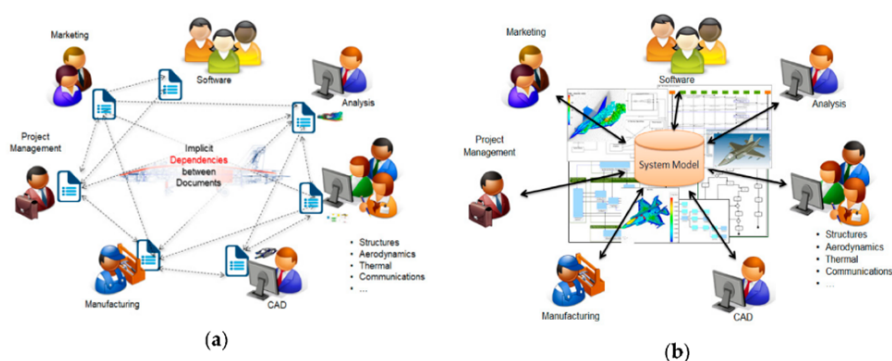 Marketing
Software
Analysis
Project
Management
Implicit
Dependencies
between
Documents
• Structures
• Aerodynamics
• Thermal
• Communications
• ...
Manufacturing
CAD
(a)
Marketing
Software
Analysis
Project
Management
System Model
• Structures
• Aerodynamics
• Thermal
• Communications
• ...
Manufacturing
CAD
(b)